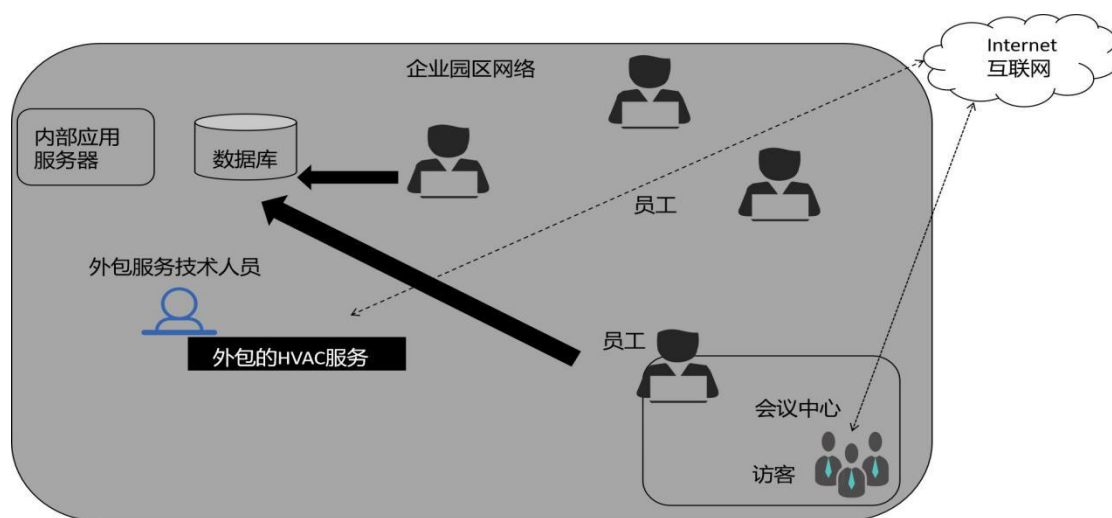 企业园区网络
Internet
互联网
内部应用
服务器
数据库
员工
外包服务技术人员
外包的HVAC服务
员工
会议中心
访客